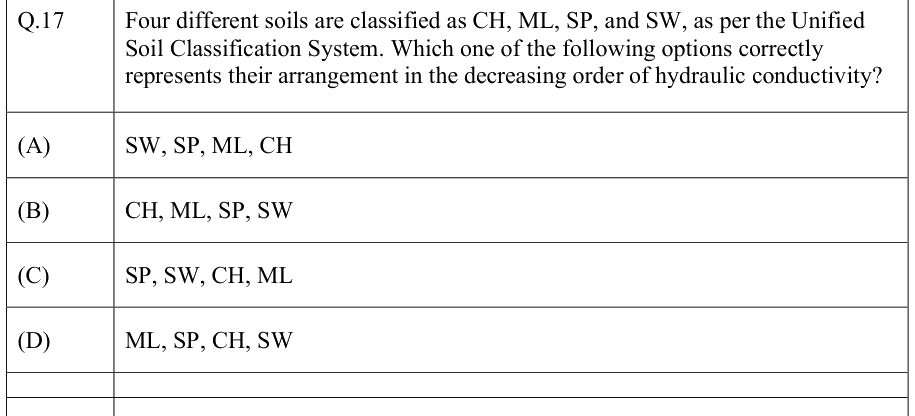 Q.17 Four different soils are classified as CH, ML, SP, and SW, as per the Unified
Soil Classification System. Which one of the following options correctly
represents their arrangement in the decreasing order of hydraulic conductivity?
(A) SW, SP, ML, CH
(B) CH, ML, SP, SW
(C) SP, SW, CH, ML
(D) ML, SP, CH, SW